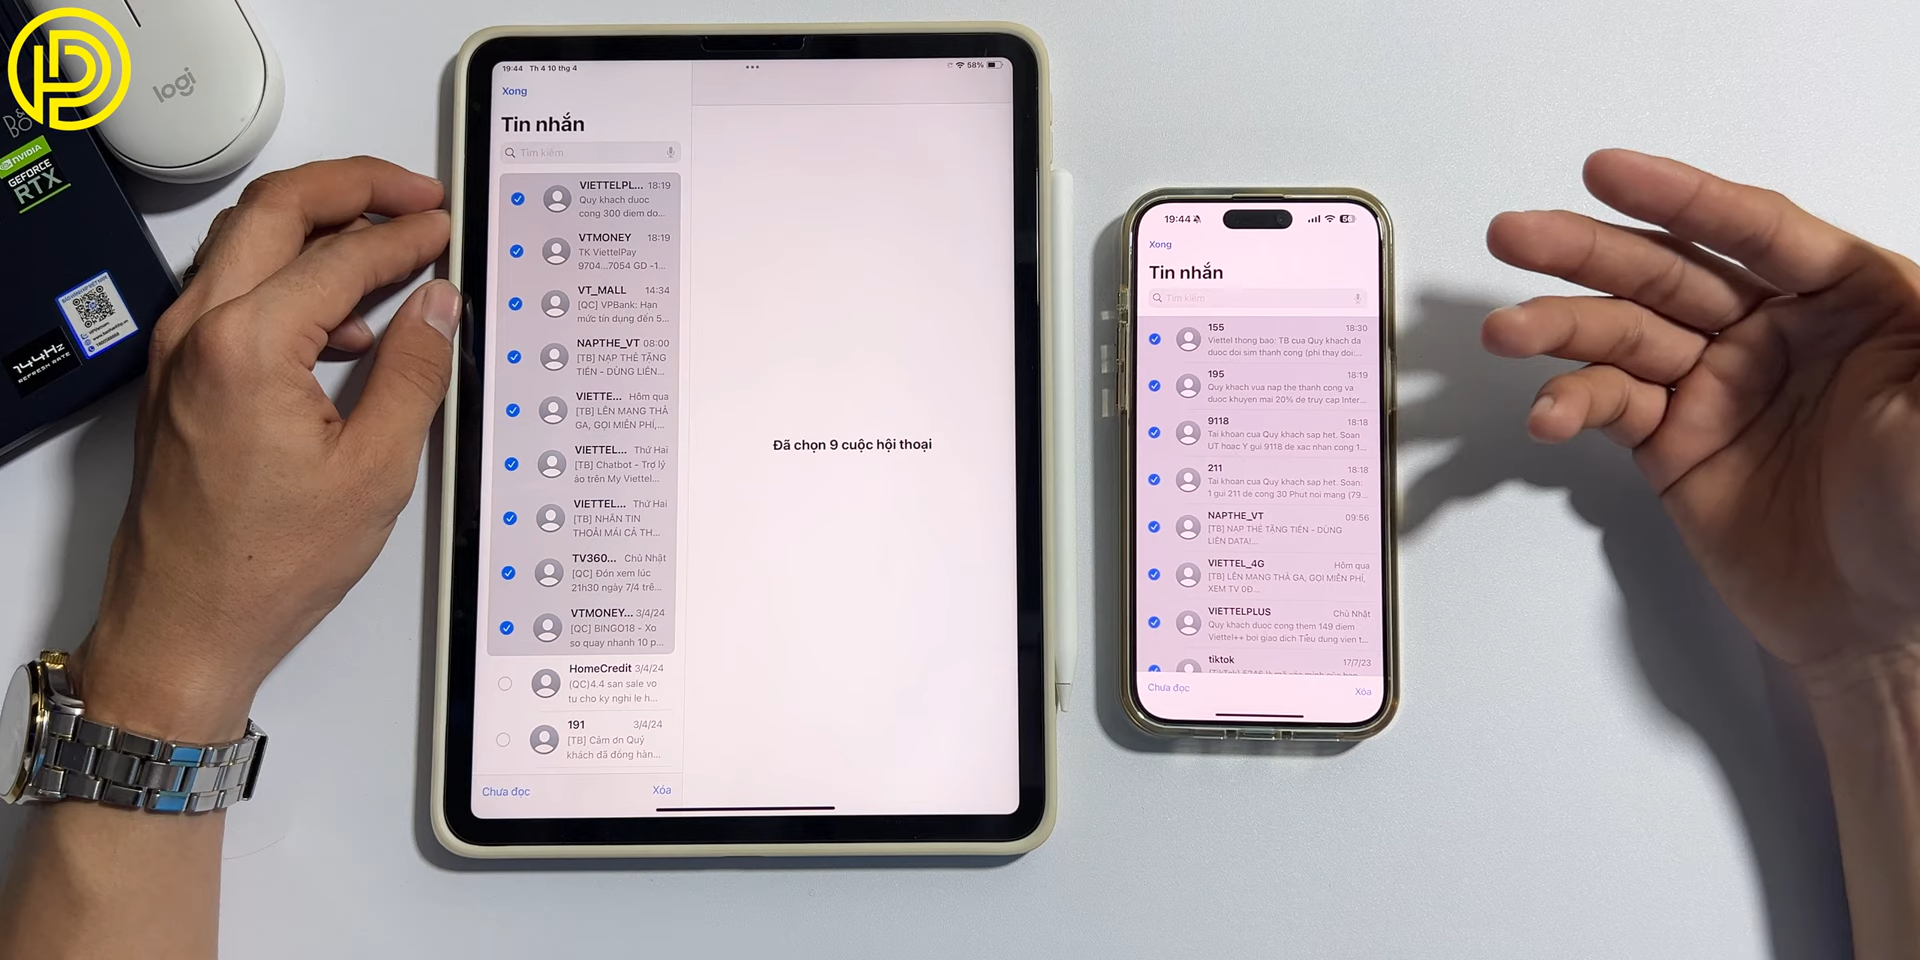 logi
B&O
NVIDIA
GEFORCE
RTX
144Hz
REFRESH RATE
19:44 Th 4 10 thg 4
58%
Xong
Tin nhắn
Tìm kiếm
VIETTELPL... 18:19
Quy khach duoc
cong 300 diem do...
VTMONEY 18:19
TK ViettelPay
9704...7054 GD -1...
VT_MALL 14:34
[QC] VPBank: Hạn
mức tín dụng đến 5...
NAPTHE_VT 08:00
[TB] NẠP THẺ TẶNG
TIỀN - DÙNG LIỀN...
VIETTE... Hôm qua
[TB] LÊN MẠNG THẢ
GA, GỌI MIỄN PHÍ,...
VIETTEL... Thứ Hai
[TB] Chatbot - Trợ lý
ảo trên My Viettel...
VIETTEL... Thứ Hai
[TB] NHẮN TIN
THOẢI MÁI CẢ TH...
TV360... Chủ Nhật
[QC] Đón xem lúc
21h30 ngày 7/4 trê...
VTMONEY... 3/4/24
[QC] BINGO18 - Xo
so quay nhanh 10 p...
HomeCredit 3/4/24
(QC)4.4 san sale vo
tu cho ky nghi le h...
191 3/4/24
[TB] Cảm ơn Quý
khách đã đồng hàn...
Chưa đọc Xóa
Đã chọn 9 cuộc hội thoại
19:44
Xong
Tin nhắn
Tìm kiếm
155 18:30
Viettel thong bao: TB cua Quy khach da
duoc doi sim thanh cong (phi thay doi:...
195 18:19
Quy khach vua nap the thanh cong va
duoc khuyen mai 20% de truy cap Inter...
9118 18:18
Tai khoan cua Quy khach sap het. Soan
UT hoac Y gui 9118 de xac nhan cong 1...
211 18:18
Tai khoan cua Quy khach sap het. Soan:
1 gui 211 de cong 30 Phut noi mang (79...
NAPTHE_VT 09:56
[TB] NẠP THẺ TẶNG TIỀN - DÙNG
LIỀN DATA!...
VIETTEL_4G Hôm qua
[TB] LÊN MẠNG THẢ GA, GỌI MIỄN PHÍ,
XEM TV 0Đ...
VIETTELPLUS Chủ Nhật
Quy khach duoc cong them 149 diem
Viettel++ boi giao dich Tiêu dung vien t...
tiktok 17/7/23
Chưa đọc Xóa